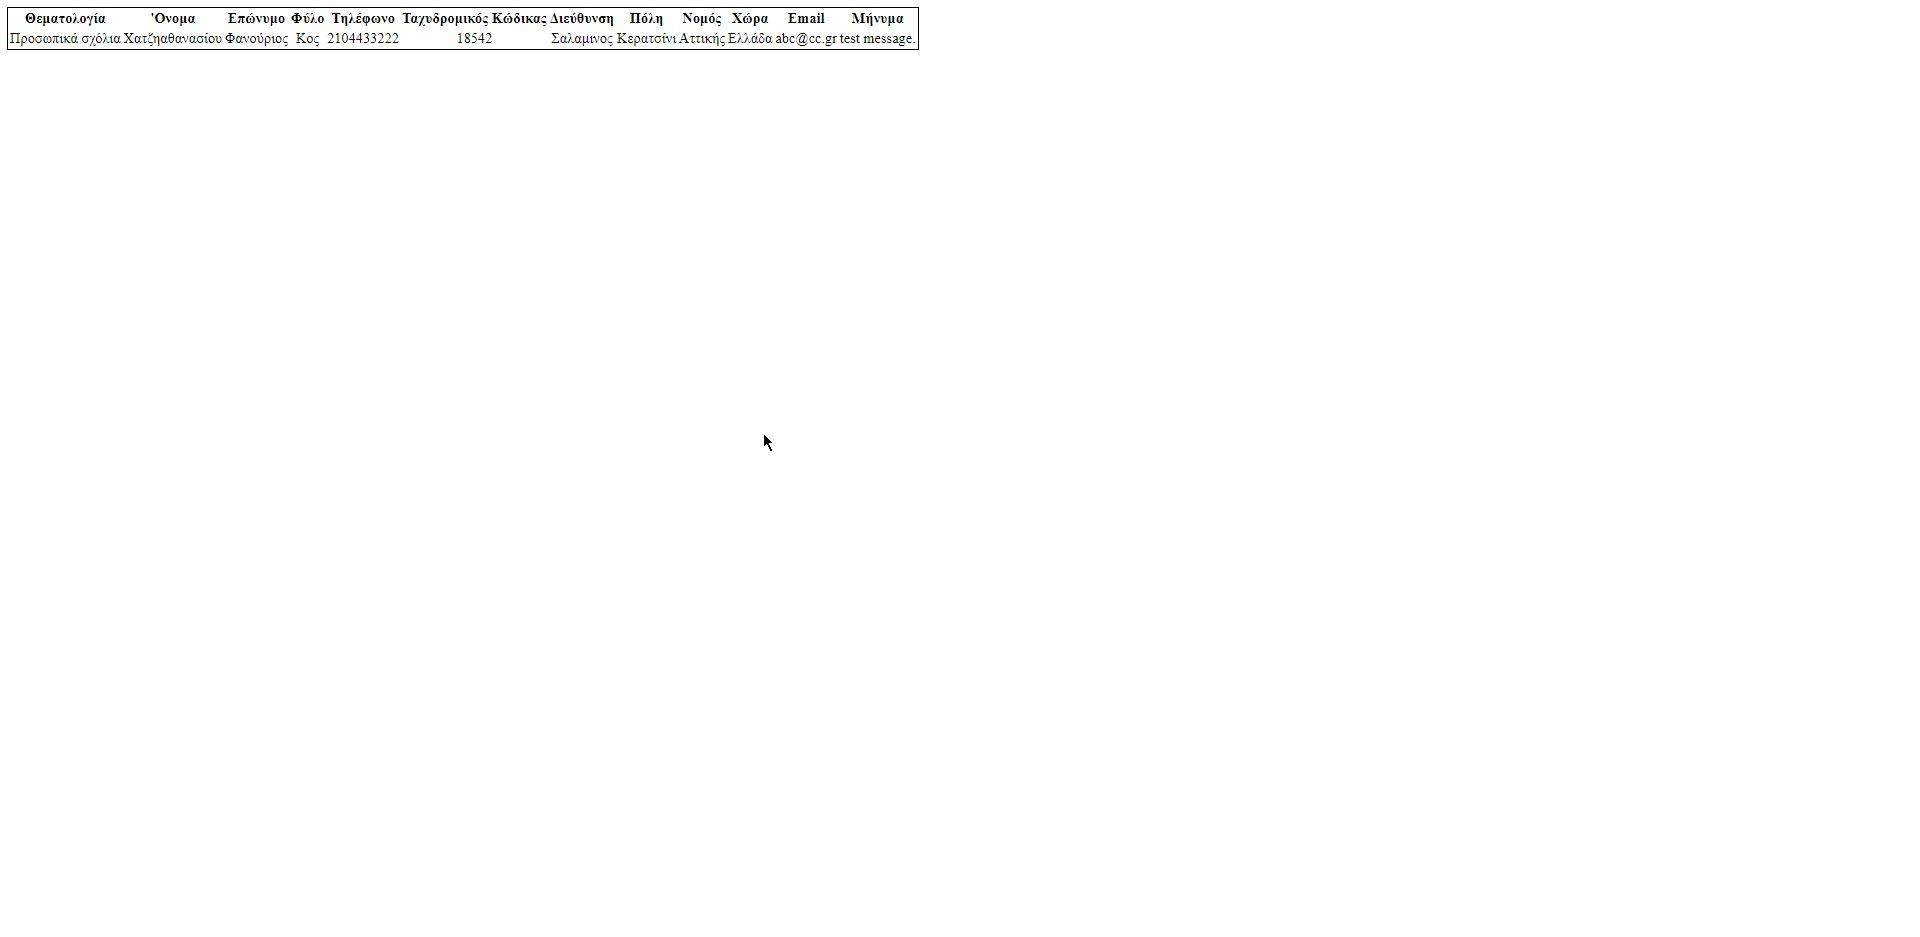 Θεματολογία 'Ονομα Επώνυμο Φύλο Τηλέφωνο Ταχυδρομικός Κώδικας Διεύθυνση Πόλη Νομός Χώρα Email Μήνυμα
Προσωπικά σχόλια Χατζηαθανασίου Φανούριος Κος 2104433222 18542 Σαλαμινος Κερατσίνι Αττικής Ελλάδα abc@cc.gr test message.